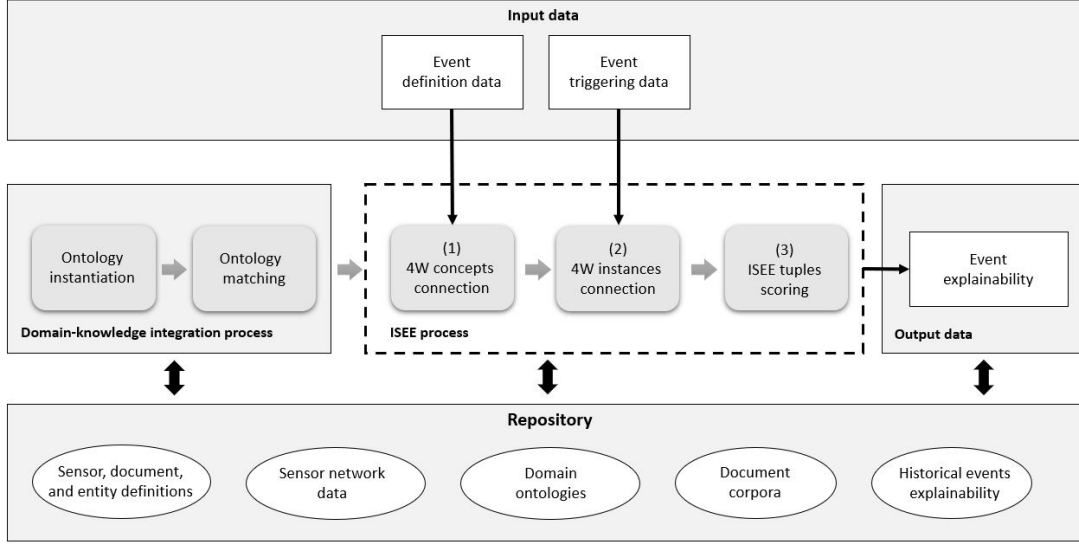 Input data
Event
definition data
Event
triggering data
Ontology
instantiation
Ontology
matching
Domain-knowledge integration process
(1)
4W concepts
connection
(2)
4W instances
connection
(3)
ISEE tuples
scoring
ISEE process
Event
explainability
Output data
Repository
Sensor, document,
and entity definitions
Sensor network
data
Domain
ontologies
Document
corpora
Historical events
explainability